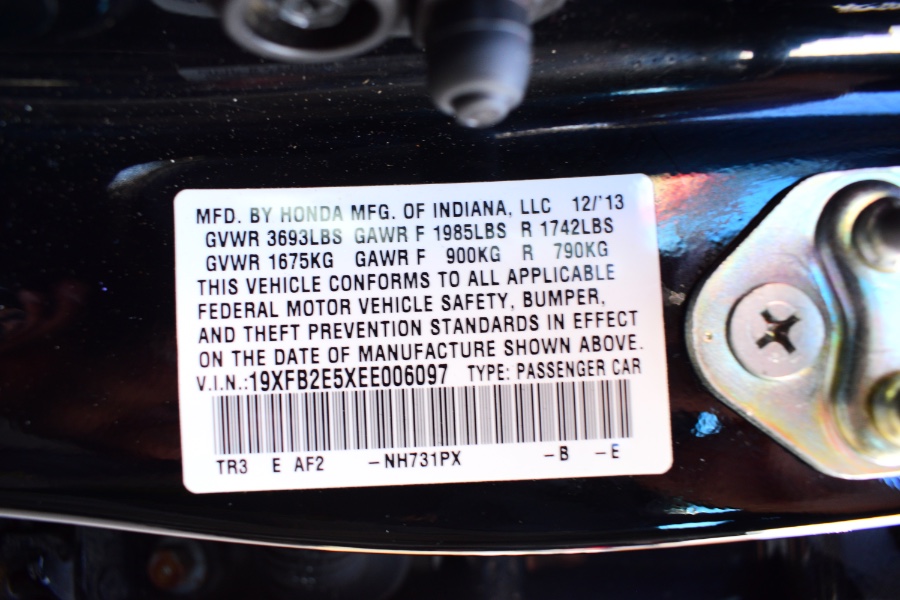 MFD. BY HONDA MFG. OF INDIANA, LLC 12/'13
GVWR 3693LBS GAWR F 1985LBS R 1742LBS
GVWR 1675KG GAWR F 900KG R 790KG
THIS VEHICLE CONFORMS TO ALL APPLICABLE
FEDERAL MOTOR VEHICLE SAFETY, BUMPER,
AND THEFT PREVENTION STANDARDS IN EFFECT
ON THE DATE OF MANUFACTURE SHOWN ABOVE.
V.I.N.:19XFB2E5XEE006097 TYPE: PASSENGER CAR
TR3 E AF2 -NH731PX -B -E